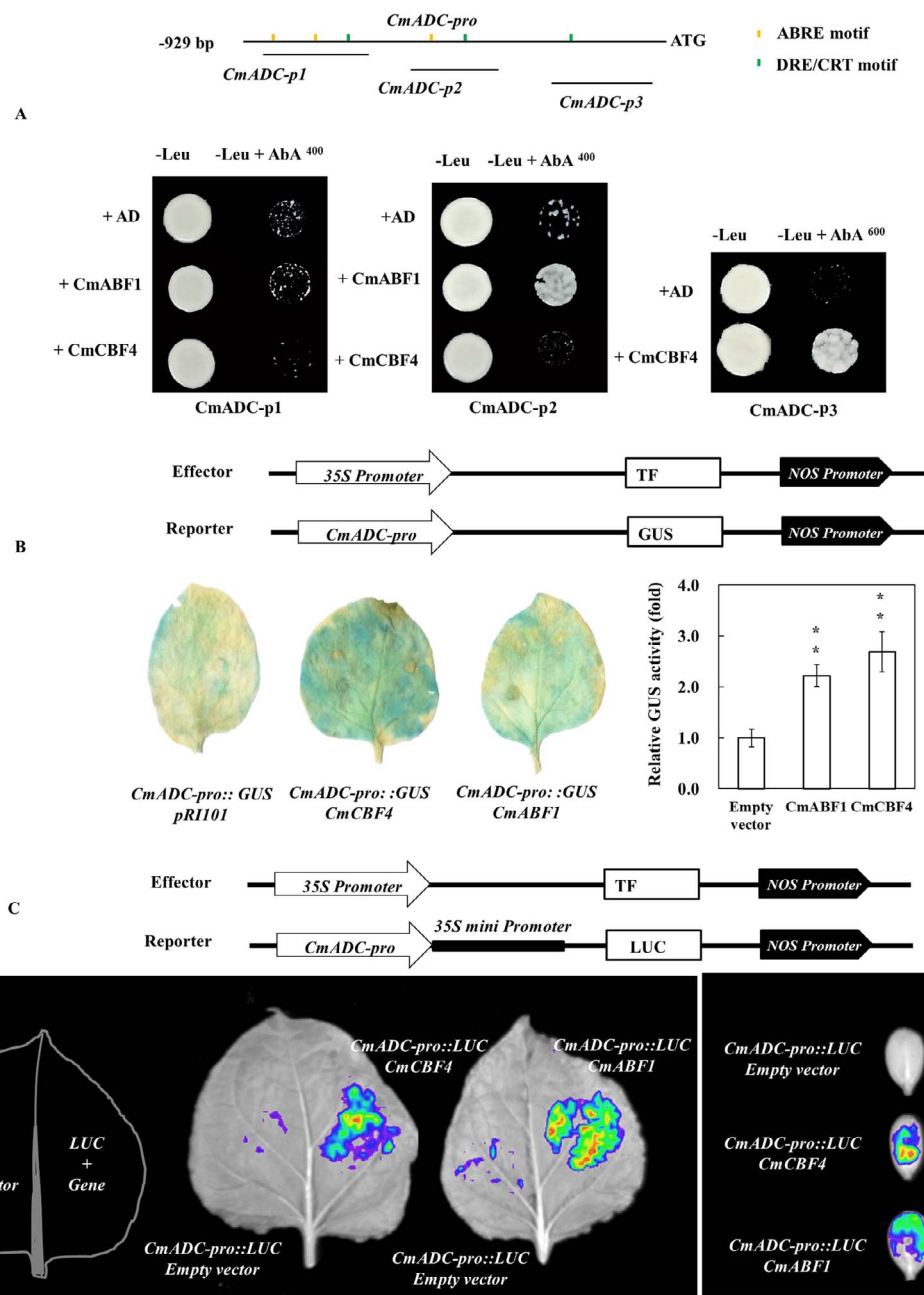 CmADC-pro
-929 bp ATG
ABRE motif
DRE/CRT motif
CmADC-p1
CmADC-p2
CmADC-p3
A
-Leu -Leu + AbA 400
+ AD
+ CmABF1
+ CmCBF4
CmADC-p1
-Leu -Leu + AbA 400
+AD
+ CmABF1
+ CmCBF4
CmADC-p2
-Leu -Leu + AbA 600
+AD
+ CmCBF4
CmADC-p3
Effector 35S Promoter TF NOS Promoter
Reporter CmADC-pro GUS NOS Promoter
B
CmADC-pro:: GUS
pRI101
CmADC-pro: :GUS
CmCBF4
CmADC-pro: :GUS
CmABF1
Relative GUS activity (fold)
4.0
3.0
2.0
1.0
0.0
* *
* *
Empty
vector
CmABF1 CmCBF4
Effector 35S Promoter TF NOS Promoter
C
35S mini Promoter
Reporter CmADC-pro LUC NOS Promoter
LUC
+
Gene
CmADC-pro::LUC
CmCBF4
CmADC-pro::LUC
Empty vector
CmADC-pro::LUC
CmABF1
CmADC-pro::LUC
Empty vector
CmADC-pro::LUC
Empty vector
CmADC-pro::LUC
CmCBF4
CmADC-pro::LUC
CmABF1